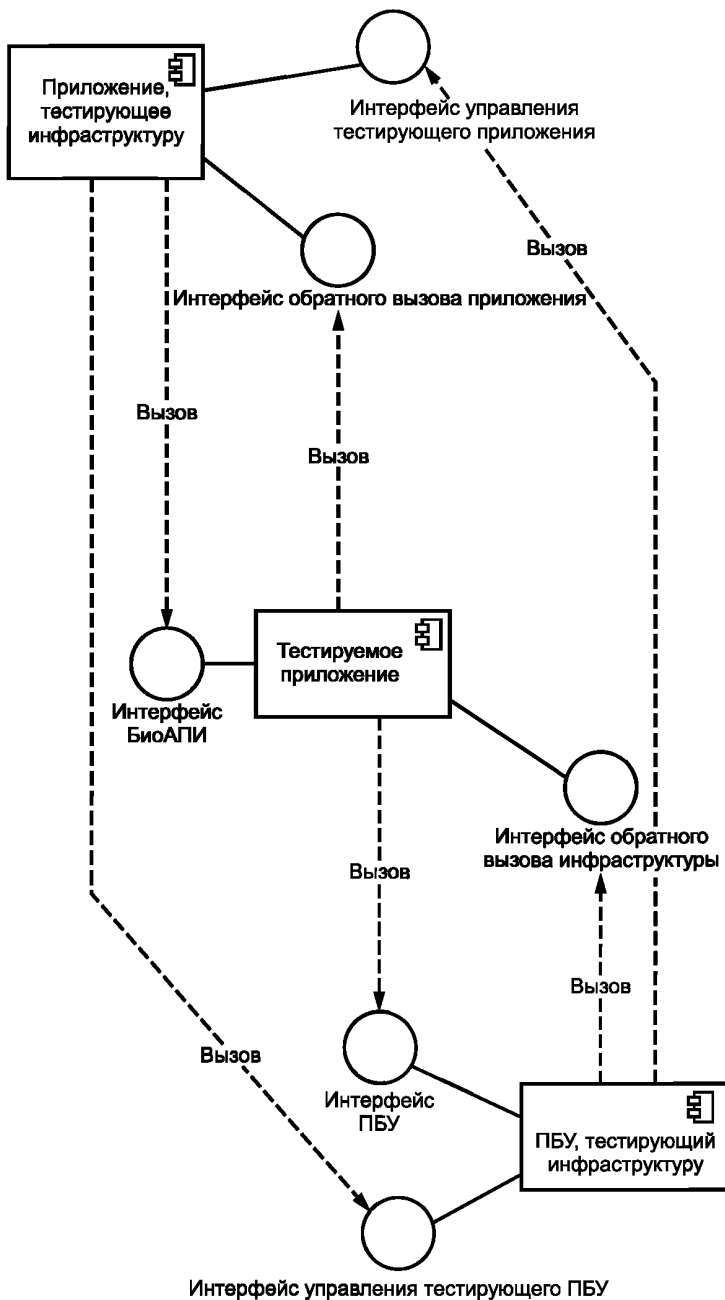 Приложение,
тестирующее
инфраструктуру
Интерфейс управления
тестирующего приложения
Вызов
Интерфейс обратного вызова приложения
Вызов
Вызов
Тестируемое
приложение
Интерфейс
БиоАПИ
Интерфейс обратного
вызова инфраструктуры
Вызов
Вызов
Вызов
Интерфейс
ПБУ
ПБУ, тестирующий
инфраструктуру
Интерфейс управления тестирующего ПБУ